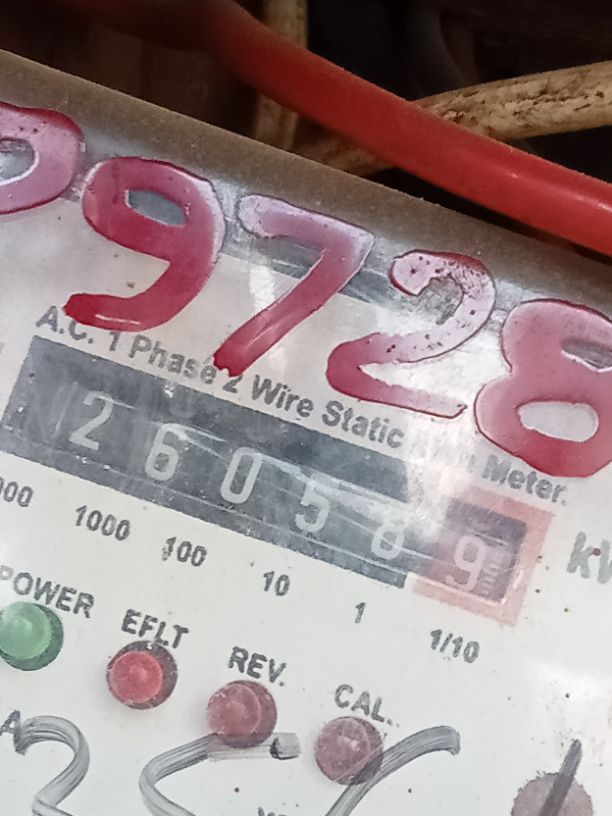 9728
A.C. 1 Phase 2 Wire Static kWh Meter.
2 6 0 5 8 9
1000 100 10 1 1/10
POWER EFLT REV. CAL.